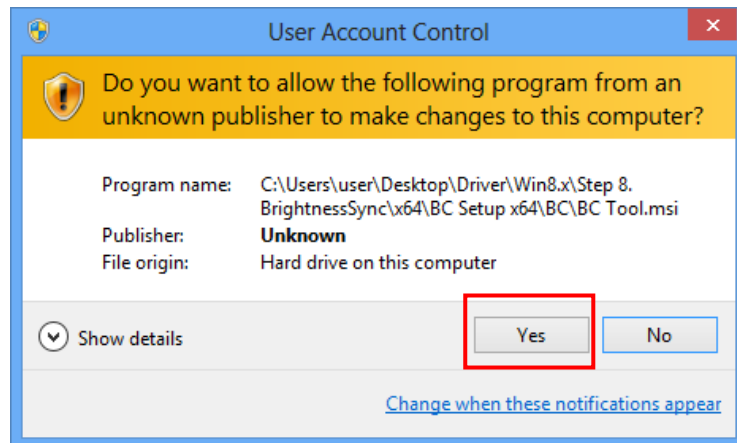 User Account Control
Do you want to allow the following program from an
unknown publisher to make changes to this computer?
Program name: C:\Users\user\Desktop\Driver\Win8.x\Step 8.
BrightnessSync\x64\BC Setup x64\BC\BC Tool.msi
Publisher: Unknown
File origin: Hard drive on this computer
Show details Yes No
Change when these notifications appear